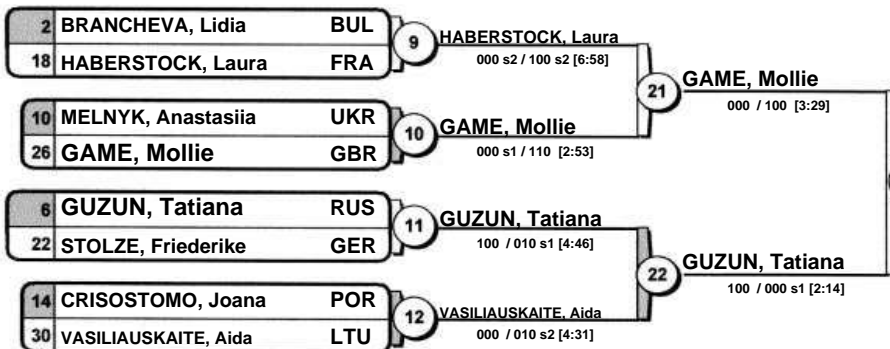 2 BRANCHEVA, Lidia BUL
18 HABERSTOCK, Laura FRA
9
HABERSTOCK, Laura
000 s2 / 100 s2 [6:58]
10 MELNYK, Anastasiia UKR
26 GAME, Mollie GBR
10
GAME, Mollie
000 s1 / 110 [2:53]
21
GAME, Mollie
000 / 100 [3:29]
6 GUZUN, Tatiana RUS
22 STOLZE, Friederike GER
11
GUZUN, Tatiana
100 / 010 s1 [4:46]
14 CRISOSTOMO, Joana POR
30 VASILIAUSKAITE, Aida LTU
12
VASILIAUSKAITE, Aida
000 / 010 s2 [4:31]
22
GUZUN, Tatiana
100 / 000 s1 [2:14]